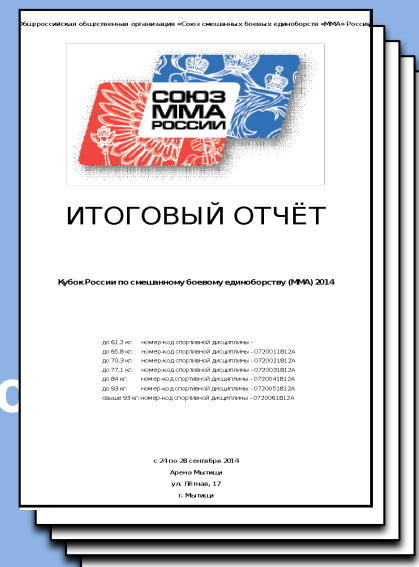 Общероссийская общественная организация «Союз смешанных боевых единоборств «ММА» России
СОЮЗ
ММА
РОССИИ
ИТОГОВЫЙ ОТЧЁТ
Кубок России по смешанному боевому единоборству (ММА) 2014
до 61,2 кг: номер-код спортивной дисциплины -
до 65,8 кг: номер-код спортивной дисциплины - 0720011812А
до 70,3 кг: номер-код спортивной дисциплины - 0720021812А
до 77,1 кг: номер-код спортивной дисциплины - 0720031812А
до 84 кг: номер-код спортивной дисциплины - 0720041812А
до 93 кг: номер-код спортивной дисциплины - 0720051812А
свыше 93 кг: номер-код спортивной дисциплины - 0720061812А
с 24 по 28 сентября 2014
Арена Мытищи
ул. Лётная, 17
г. Мытищи